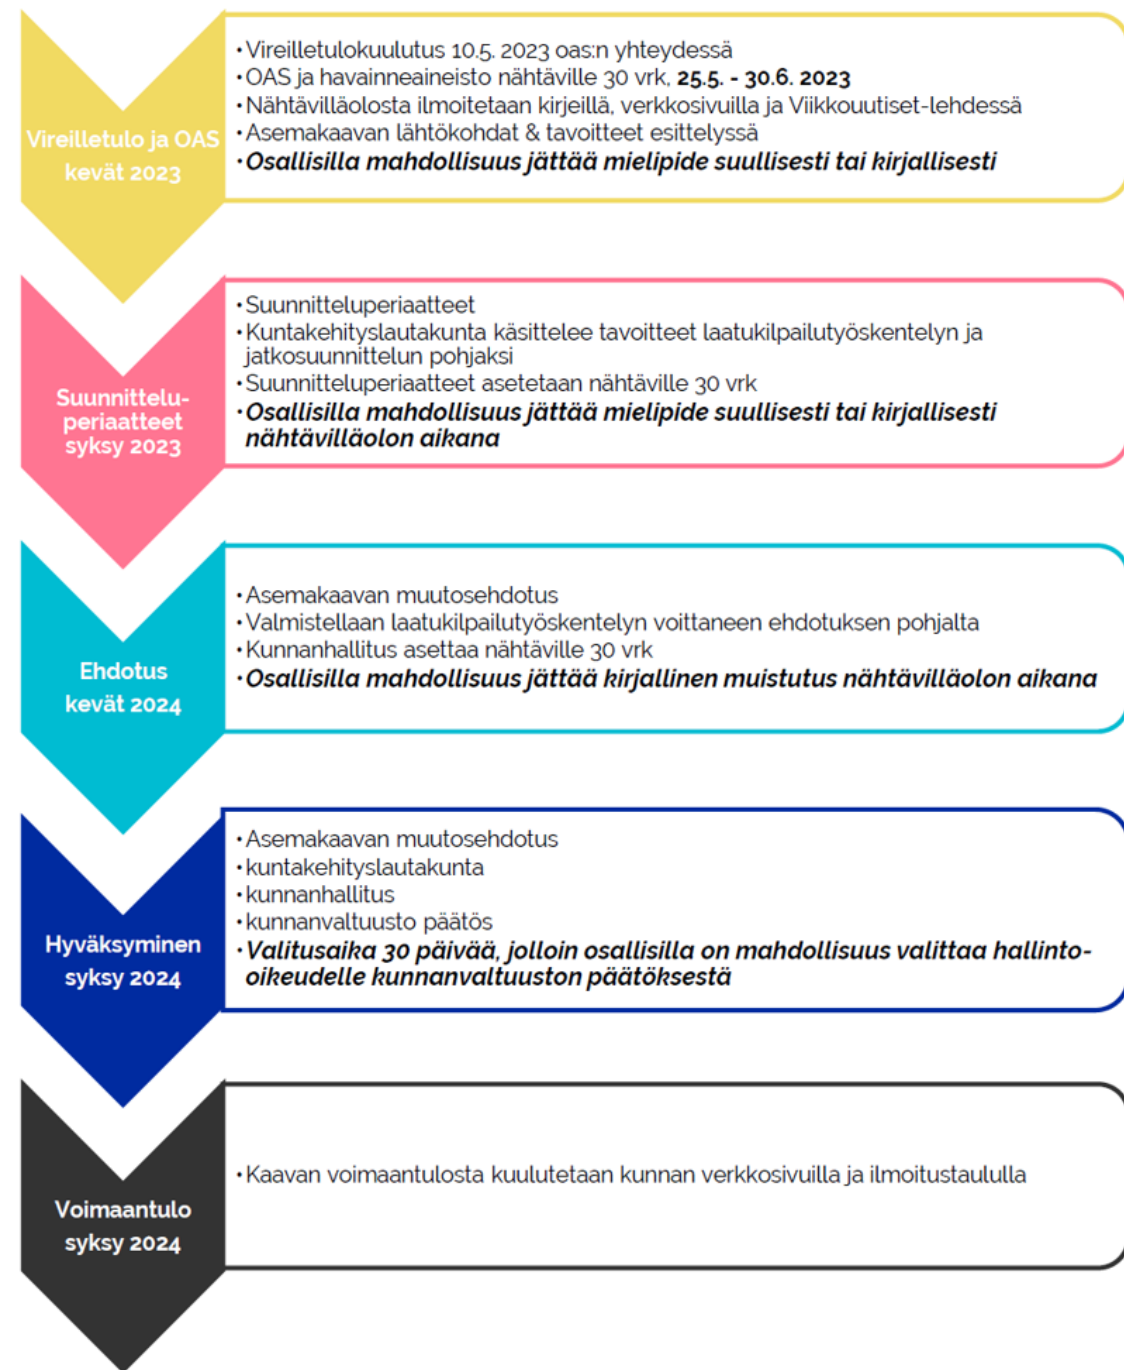 Vireilletulo ja OAS
kevät 2023
•Vireilletulokuulutus 10.5. 2023 oas:n yhteydessä
•OAS ja havainneaineisto nähtäville 30 vrk, 25.5. - 30.6. 2023
•Nähtävilläolosta ilmoitetaan kirjeillä, verkkosivuilla ja Viikkouutiset-lehdessä
•Asemakaavan lähtökohdat & tavoitteet esittelyssä
•Osallisilla mahdollisuus jättää mielipide suullisesti tai kirjallisesti
Suunnittelu-
periaatteet
syksy 2023
•Suunnitteluperiaatteet
•Kuntakehityslautakunta käsittelee tavoitteet laatukilpailutyöskentelyn ja
jatkosuunnittelun pohjaksi
•Suunnitteluperiaatteet asetetaan nähtäville 30 vrk
•Osallisilla mahdollisuus jättää mielipide suullisesti tai kirjallisesti
nähtävilläolon aikana
Ehdotus
kevät 2024
•Asemakaavan muutosehdotus
•Valmistellaan laatukilpailutyöskentelyn voittaneen ehdotuksen pohjalta
•Kunnanhallitus asettaa nähtäville 30 vrk
•Osallisilla mahdollisuus jättää kirjallinen muistutus nähtävilläolon aikana
Hyväksyminen
syksy 2024
•Asemakaavan muutosehdotus
•kuntakehityslautakunta
•kunnanhallitus
•kunnanvaltuusto päätös
•Valitusaika 30 päivää, jolloin osallisilla on mahdollisuus valittaa hallinto-
oikeudelle kunnanvaltuuston päätöksestä
Voimaantulo
syksy 2024
•Kaavan voimaantulosta kuulutetaan kunnan verkkosivuilla ja ilmoitustaululla